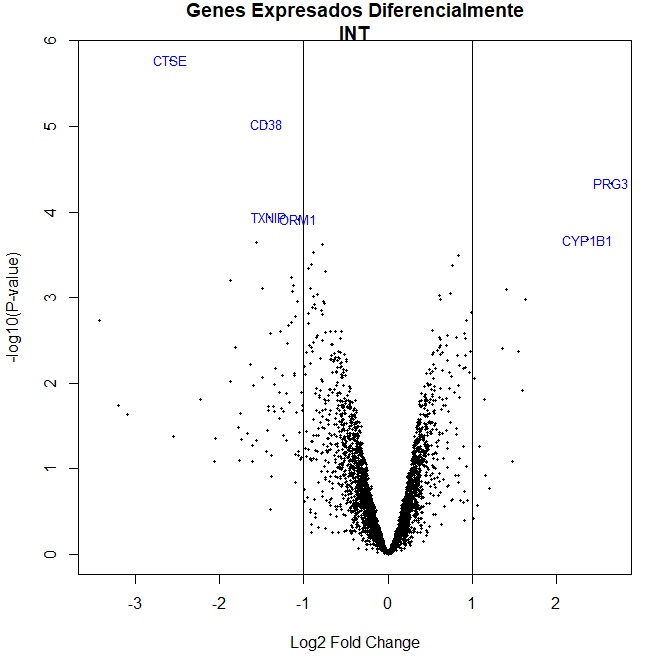 Genes Expresados Diferencialmente
INT
6
CTSE
5
CD38
PRG3
4
TXNIP
ORM1
CYP1B1
3
2
1
0
-log10(P-value)
-3
-2
-1
0
1
2
Log2 Fold Change